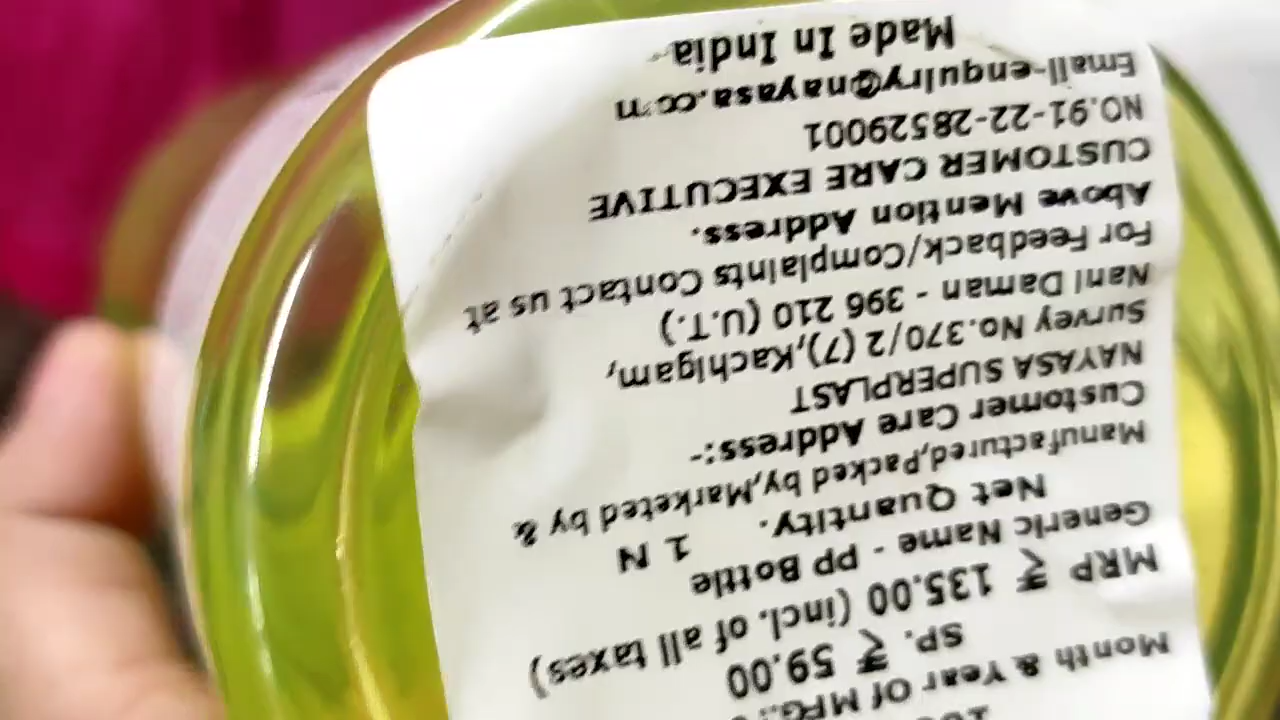 Month & Year Of MFG.:
SP. ₹ 59.00
MRP ₹ 135.00 (incl. of all taxes)
Generic Name - PP Bottle
Net Quantity. 1 N
Manufactured,Packed by,Marketed by &
Customer Care Address:-
NAYASA SUPERPLAST
Survey No.370/2 (7),Kachigam,
Nani Daman - 396 210 (U.T.)
For Feedback/Complaints Contact us at
Above Mention Address.
CUSTOMER CARE EXECUTIVE
NO.91-22-28529001
Email-enquiry@nayasa.com
Made In India